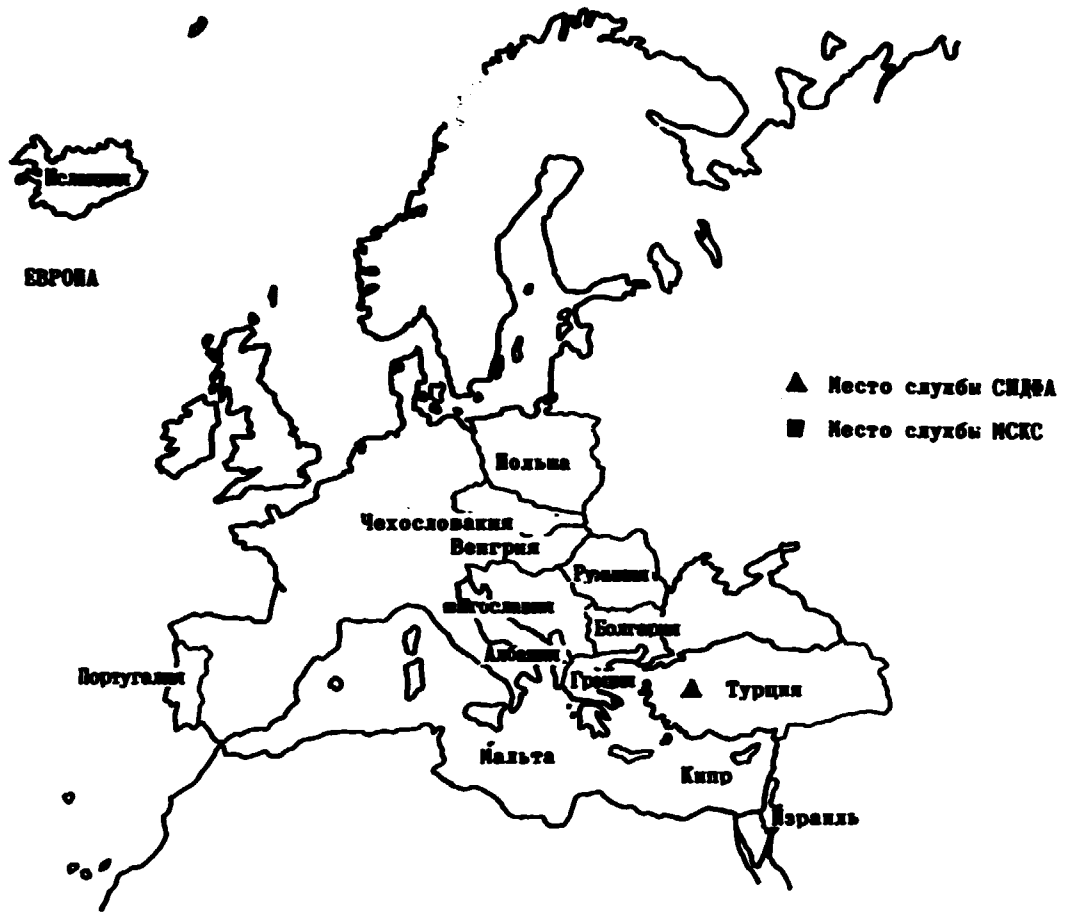 Исландия
ЕВРОПА
Место службы СИДФА
Место службы МСКС
Польша
Чехословакия
Венгрия
Румыния
Югославия
Болгария
Албания
Португалия
Греция
Турция
Мальта
Кипр
Израиль